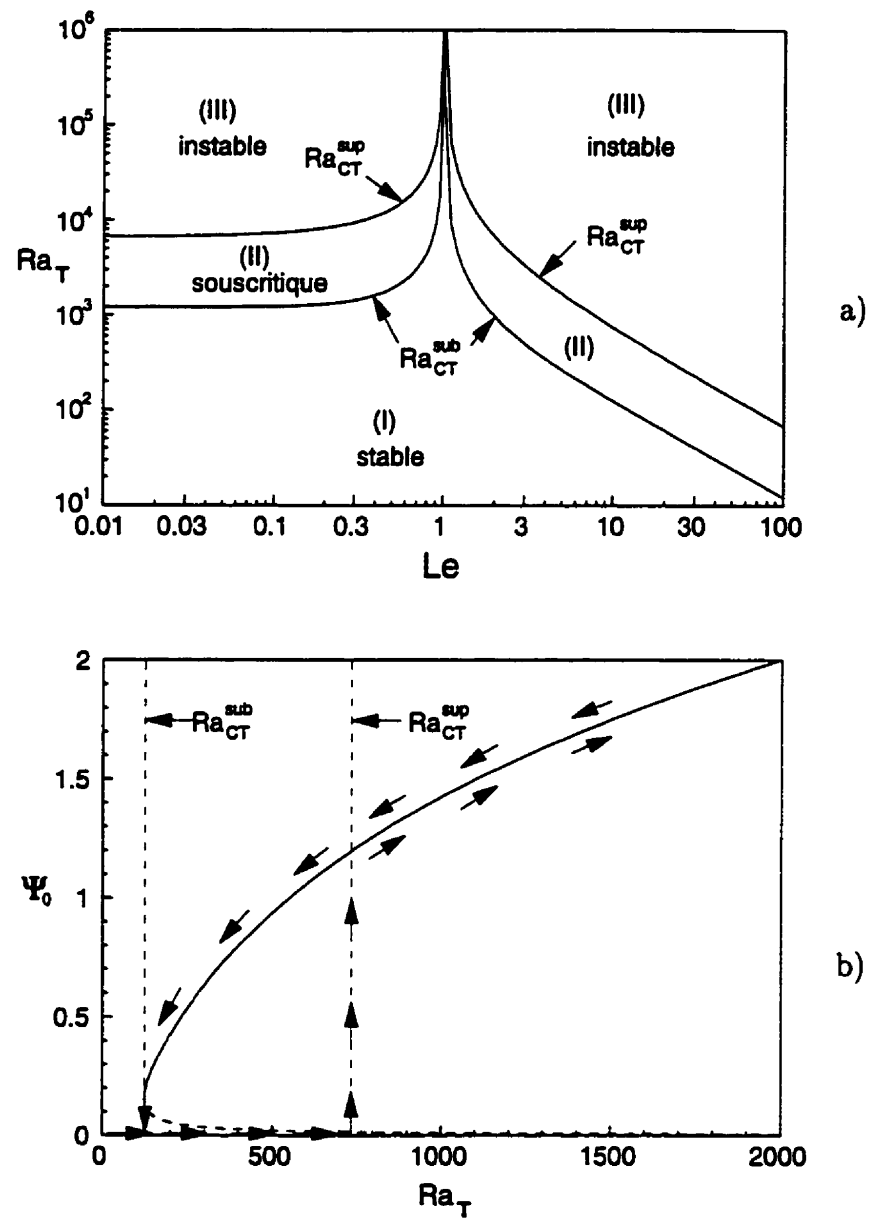 10^6
(III)
instable
(III)
instable
10^5
Ra_CT^sup
10^4
Ra_CT^sup
Ra_T
(II)
souscritique
10^3
a)
Ra_CT^sub
(II)
10^2
(I)
stable
10^1
0.01 0.03 0.1 0.3 1 3 10 30 100
Le
2
Ra_CT^sub
Ra_CT^sup
1.5
Ψ_0
1
b)
0.5
0
0 500 1000 1500 2000
Ra_T